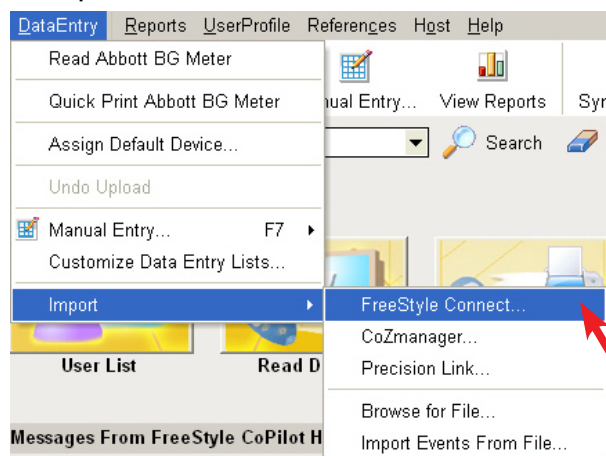 DataEntry Reports UserProfile References Host Help
Read Abbott BG Meter
Quick Print Abbott BG Meter
Entry... View Reports
Assign Default Device...
Search
Undo Upload
Manual Entry... F7
Customize Data Entry Lists...
Import
FreeStyle Connect...
CoZmanager...
Precision Link...
Browse for File...
Import Events From File...
User List Read D
Messages From FreeStyle CoPilot H